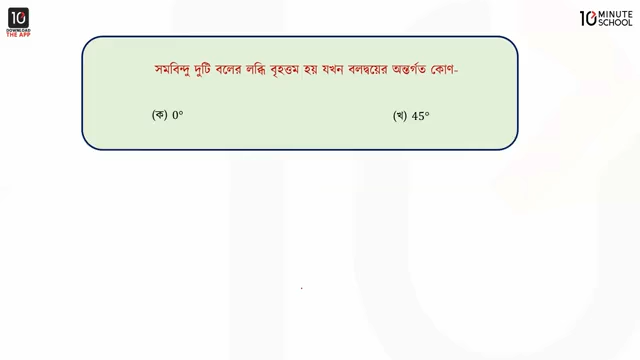 10
DOWNLOAD
THE APP
10 MINUTE
SCHOOL
সমবিন্দু দুটি বলের লব্ধি বৃহত্তম হয় যখন বলদ্বয়ের অন্তর্গত কোণ-
(ক) 0° (খ) 45°